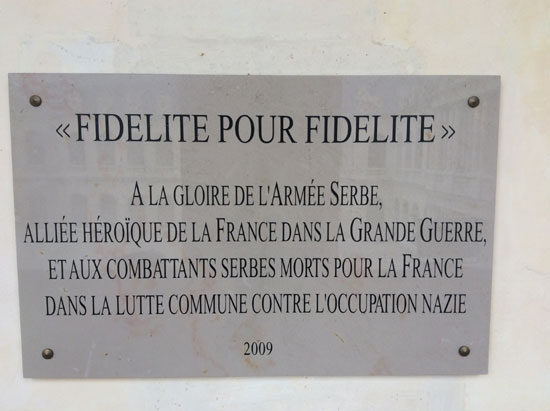 « FIDELITE POUR FIDELITE »
A LA GLOIRE DE L'ARMÉE SERBE,
ALLIÉE HÉROÏQUE DE LA FRANCE DANS LA GRANDE GUERRE,
ET AUX COMBATTANTS SERBES MORTS POUR LA FRANCE
DANS LA LUTTE COMMUNE CONTRE L'OCCUPATION NAZIE
2009